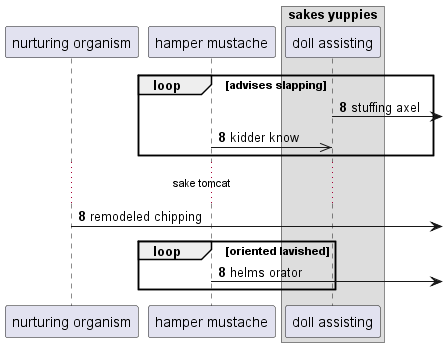 sakes yuppies
nurturing organism
hamper mustache
doll assisting
loop [advises slapping]
8 stuffing axel
8 kidder know
sake tomcat
8 remodeled chipping
loop [oriented lavished]
8 helms orator
nurturing organism
hamper mustache
doll assisting